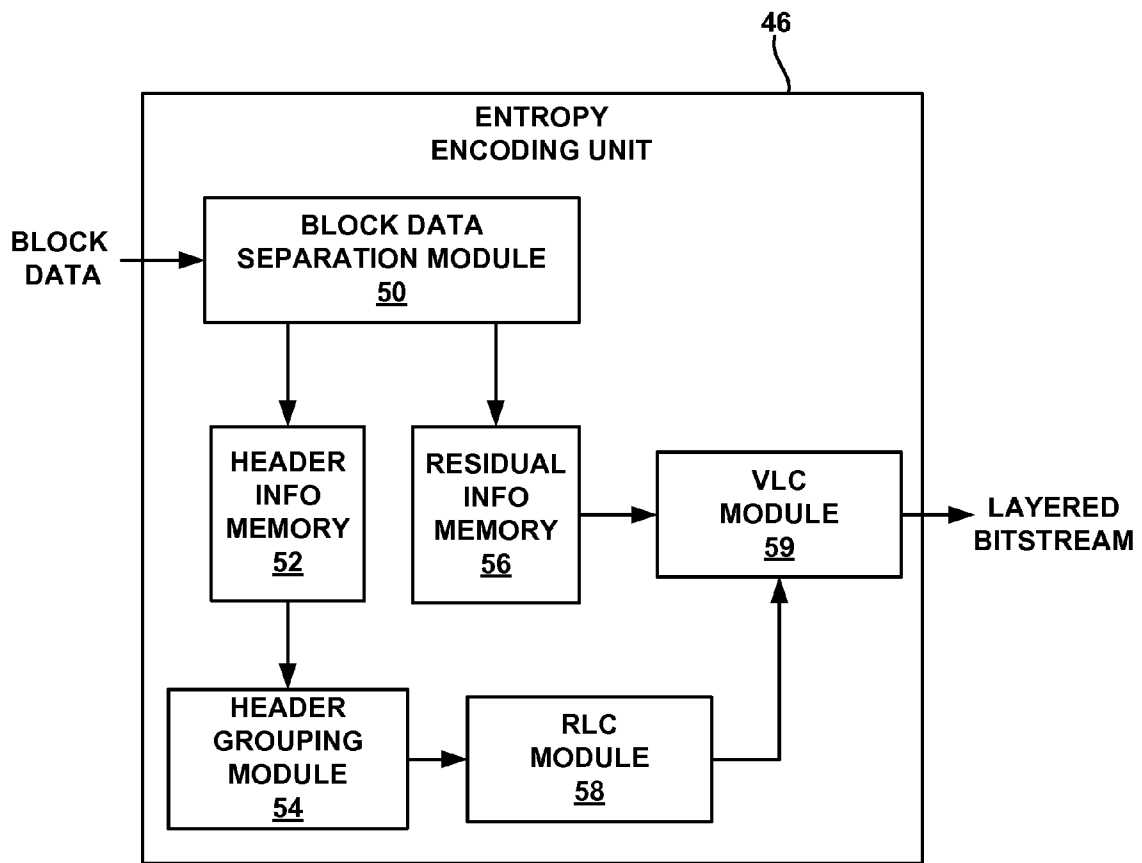 46
ENTROPY
ENCODING UNIT
BLOCK
DATA
BLOCK DATA
SEPARATION MODULE
50
HEADER
INFO
MEMORY
52
RESIDUAL
INFO
MEMORY
56
VLC
MODULE
59
LAYERED
BITSTREAM
HEADER
GROUPING
MODULE
54
RLC
MODULE
58